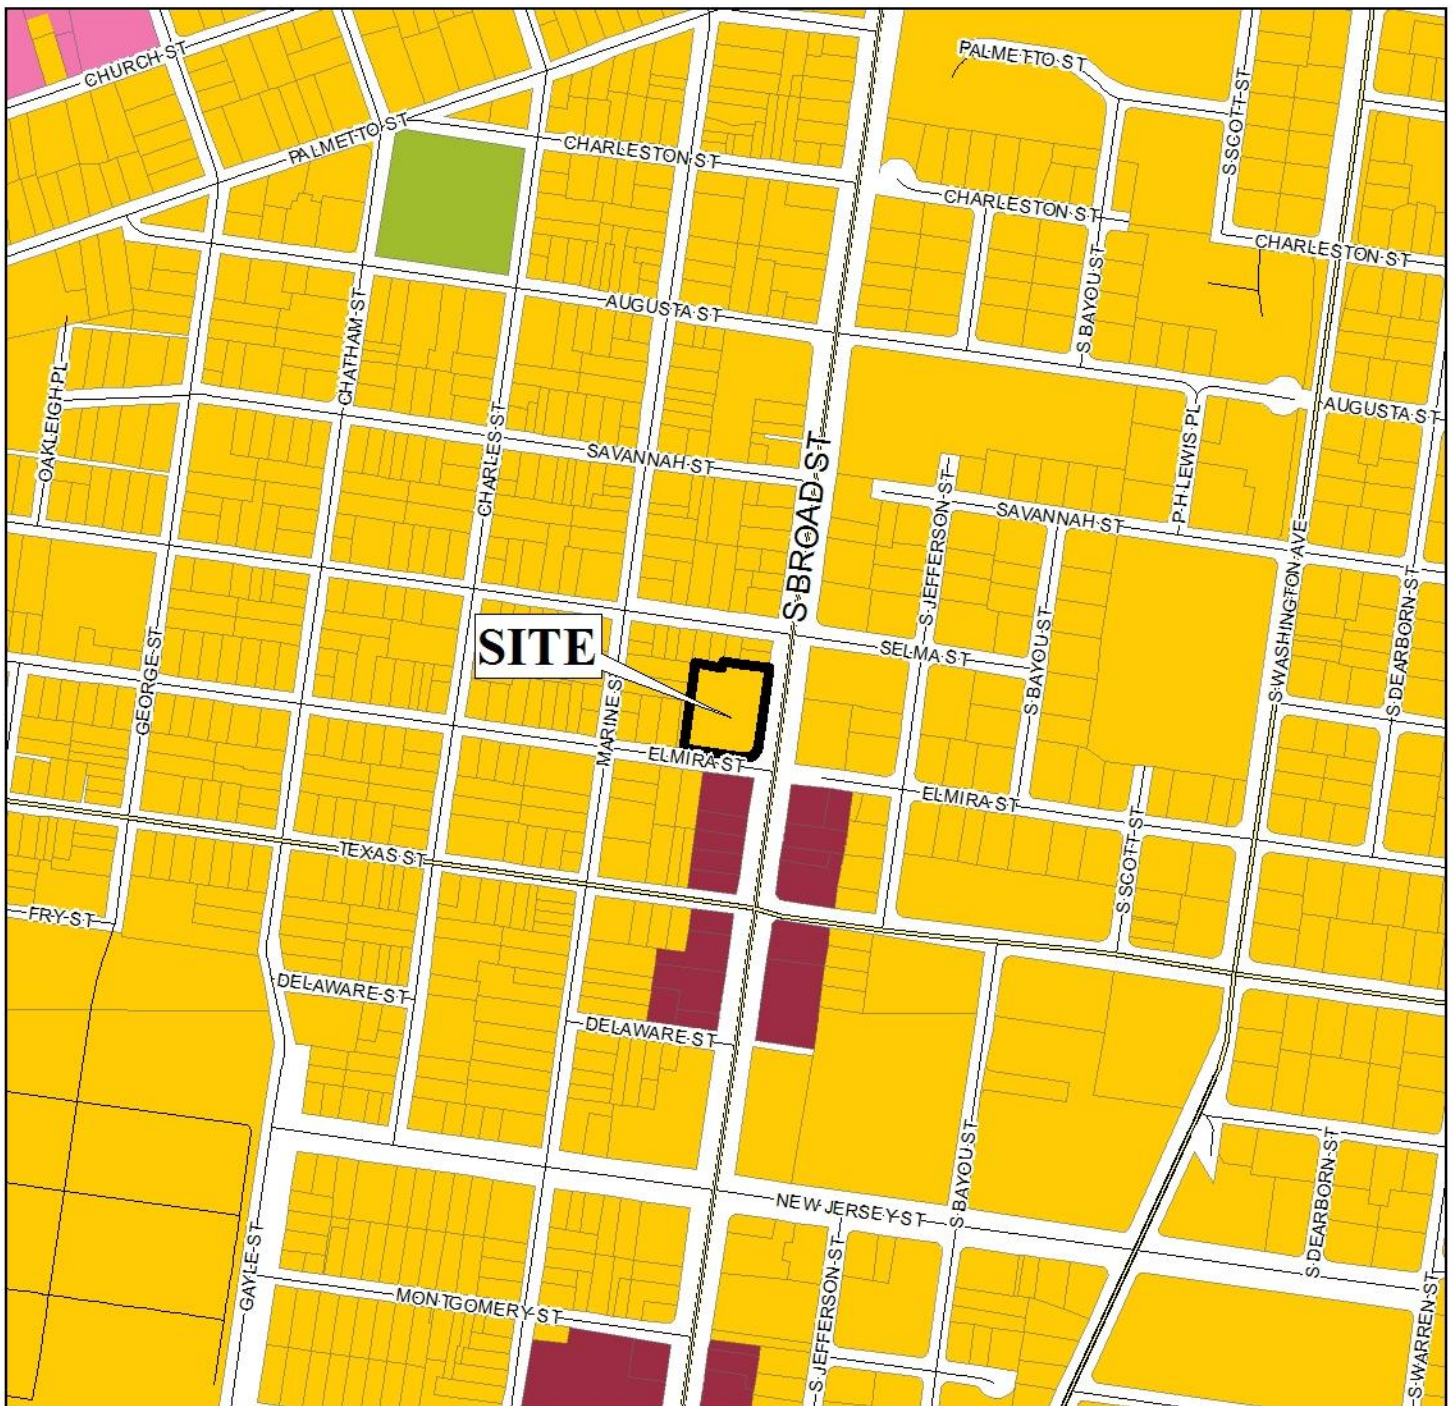 CHURCH ST
PALMETTO ST
PALMETTO ST
S SCOTT ST
CHARLESTON ST
CHARLESTON ST
CHARLESTON ST
S BAYOU ST
AUGUSTA ST
CHATHAM ST
OAKLEIGH PL
AUGUSTA ST
CHARLES ST
SAVANNAH ST
P H LEWIS PL
S BROAD ST
S JEFFERSON ST
SAVANNAH ST
S WASHINGTON AVE
S DEARBORN ST
SITE
SELMA ST
S BAYOU ST
GEORGE ST
MARINE ST
ELMIRA ST
ELMIRA ST
S SCOTT ST
TEXAS ST
FRY ST
DELAWARE ST
DELAWARE ST
S BAYOU ST
NEW JERSEY ST
S DEARBORN ST
GAYLE ST
MONTGOMERY ST
S JEFFERSON ST
S WARREN ST